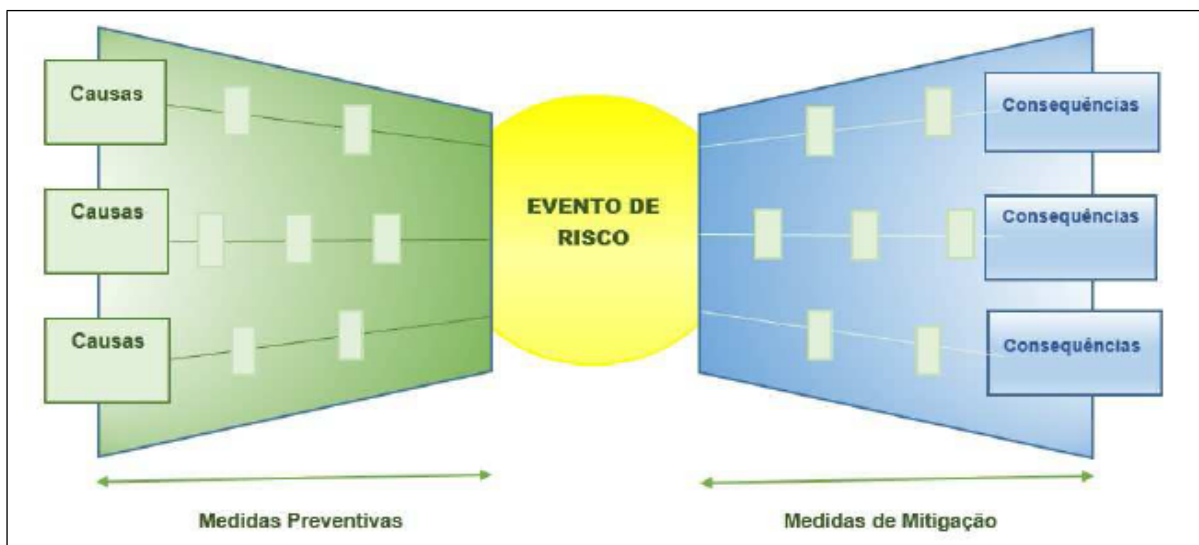 Causas
Consequências
EVENTO DE
RISCO
Causas
Consequências
Causas
Consequências
Medidas Preventivas
Medidas de Mitigação